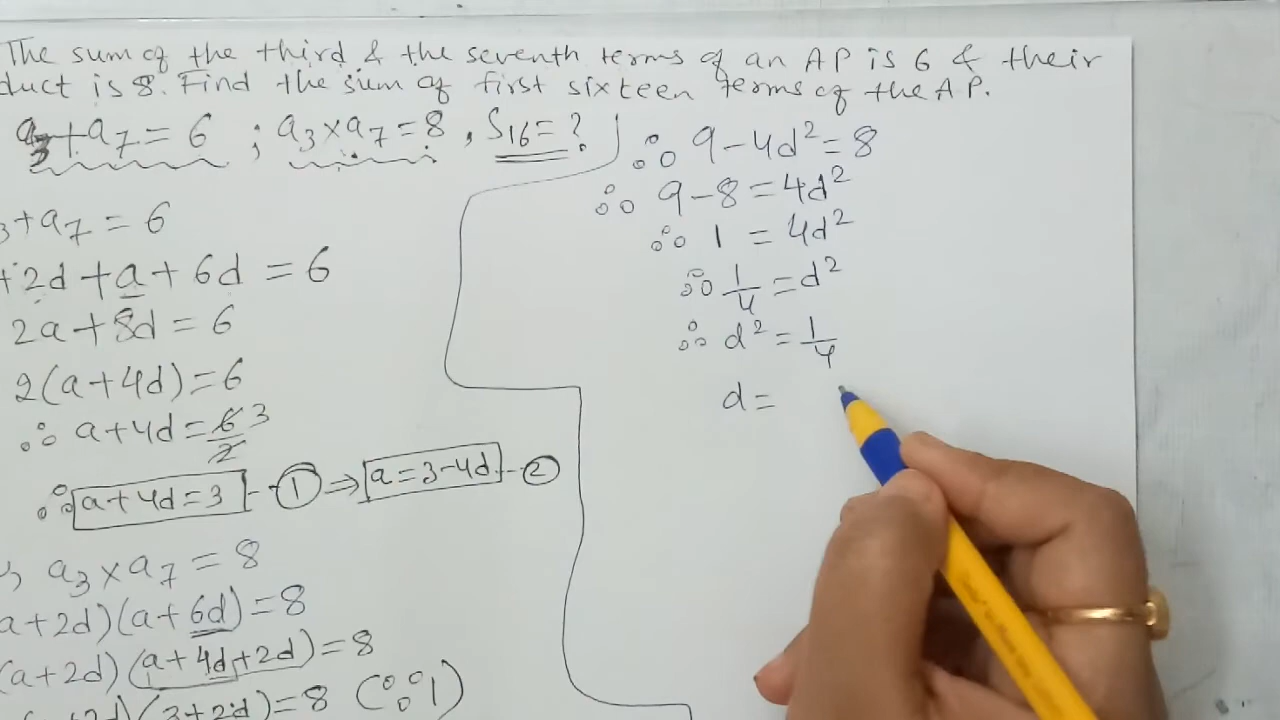 The sum of the third & the seventh terms of an AP is 6 & their
duct is 8. Find the sum of first sixteen terms of the A.P.
a₃+a₇ = 6 ; a₃×a₇ = 8 , S₁₆ = ?
₃+a₇ = 6
+2d+a+6d = 6
2a+8d = 6
2(a+4d) = 6
∴ a+4d = 6/2 3
∴ a+4d = 3 - ① ⇒ a = 3-4d - ②
, a₃×a₇ = 8
a+2d)(a+6d) = 8
(a+2d)(a+4d+2d) = 8
+2d)(3+2d) = 8 (∵ 1)
∴ 9-4d² = 8
∴ 9-8 = 4d²
∴ 1 = 4d²
∴ 1/4 = d²
∴ d² = 1/4
d =